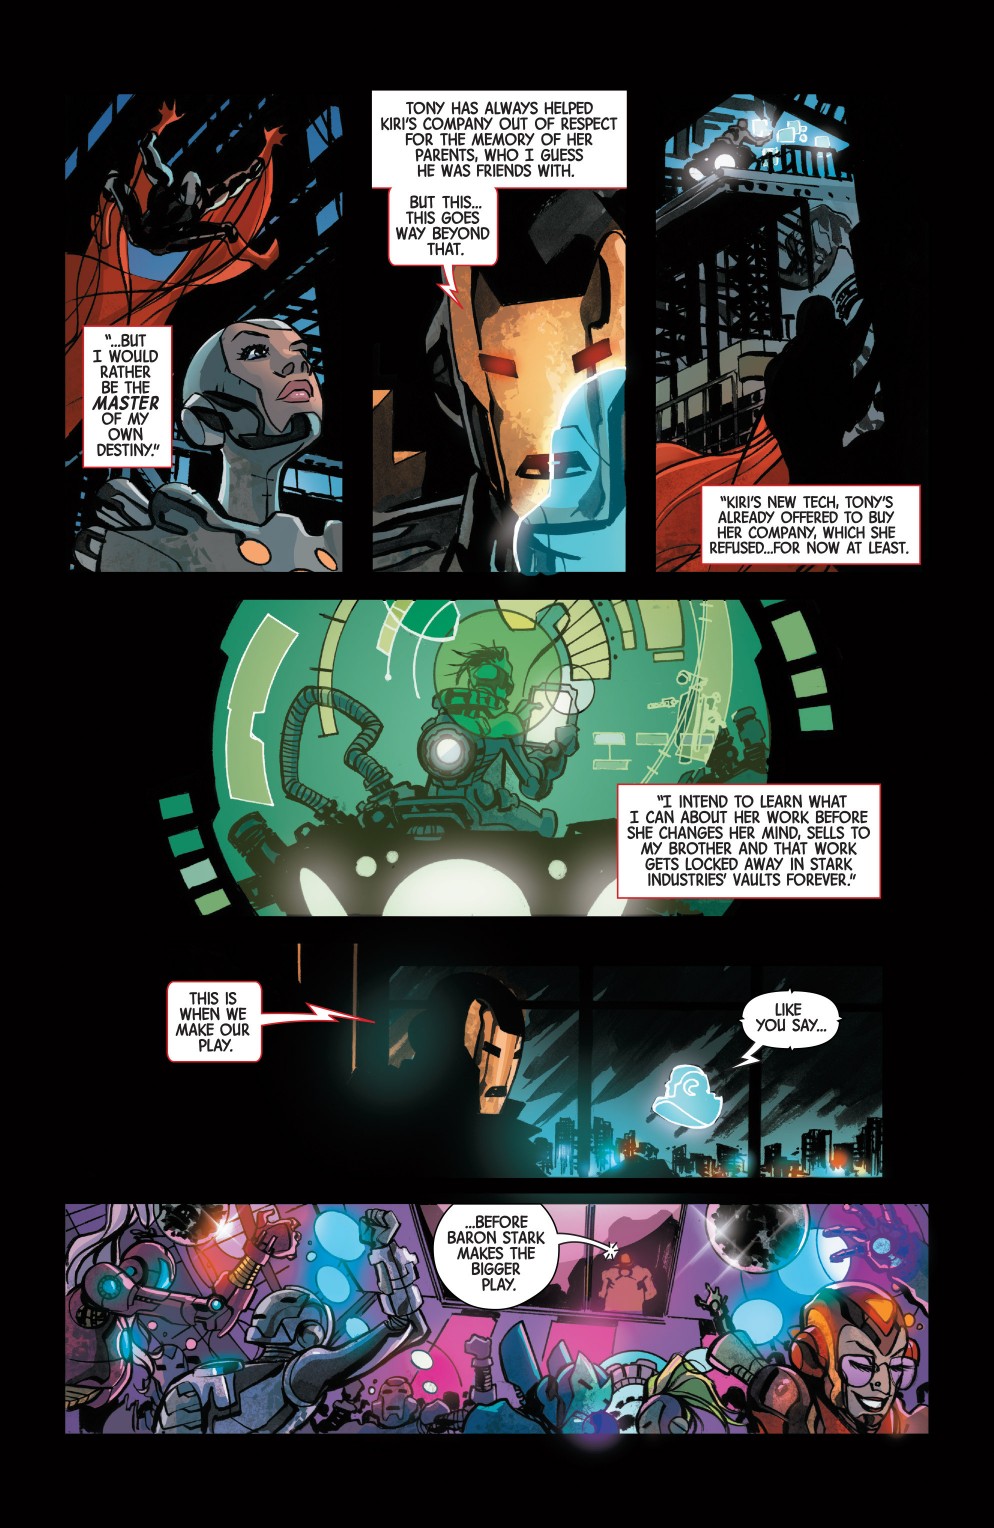 "...BUT
I WOULD
RATHER
BE THE
MASTER
OF MY
OWN
DESTINY."
TONY HAS ALWAYS HELPED
KIRI'S COMPANY OUT OF RESPECT
FOR THE MEMORY OF HER
PARENTS, WHO I GUESS
HE WAS FRIENDS WITH.
BUT THIS...
THIS GOES
WAY BEYOND
THAT.
"KIRI'S NEW TECH, TONY'S
ALREADY OFFERED TO BUY
HER COMPANY, WHICH SHE
REFUSED...FOR NOW AT LEAST.
"I INTEND TO LEARN WHAT
I CAN ABOUT HER WORK BEFORE
SHE CHANGES HER MIND, SELLS TO
MY BROTHER AND THAT WORK
GETS LOCKED AWAY IN STARK
INDUSTRIES' VAULTS FOREVER."
THIS IS
WHEN WE
MAKE OUR
PLAY.
LIKE
YOU SAY...
...BEFORE
BARON STARK
MAKES THE
BIGGER
PLAY.